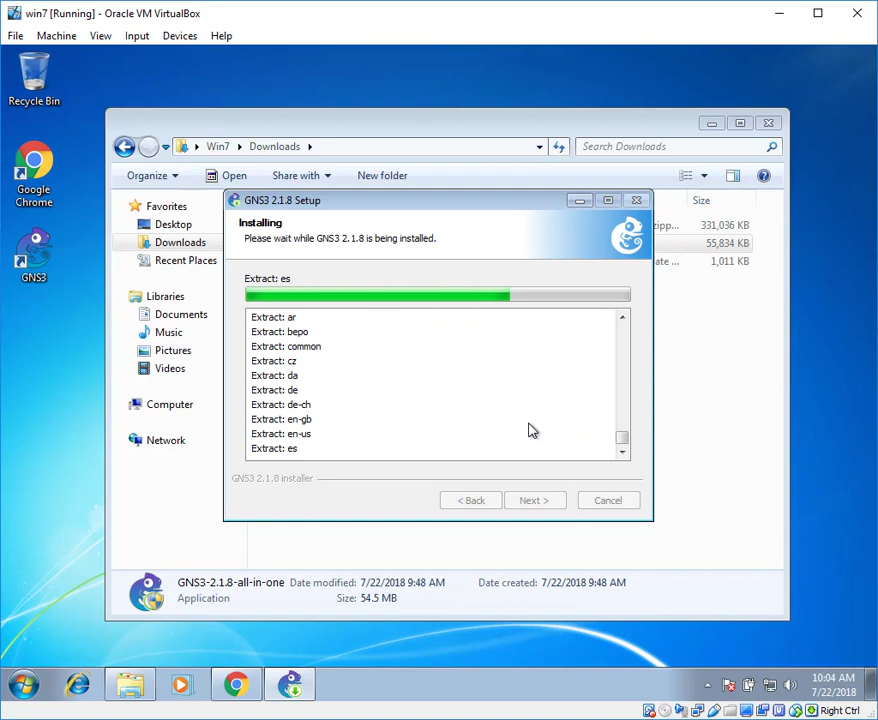 win7 [Running] - Oracle VM VirtualBox
File Machine View Input Devices Help
Recycle Bin
Google
Chrome
GNS3
Win7 Downloads
Search Downloads
Organize Open Share with New folder
Favorites
Desktop
Downloads
Recent Places
Libraries
Documents
Music
Pictures
Videos
Computer
Network
Size
zipp... 331,036 KB
55,834 KB
ate ... 1,011 KB
GNS3 2.1.8 Setup
Installing
Please wait while GNS3 2.1.8 is being installed.
Extract: es
Extract: ar
Extract: bepo
Extract: common
Extract: cz
Extract: da
Extract: de
Extract: de-ch
Extract: en-gb
Extract: en-us
Extract: es
GNS3 2.1.8 installer
< Back Next > Cancel
GNS3-2.1.8-all-in-one Date modified: 7/22/2018 9:48 AM Date created: 7/22/2018 9:48 AM
Application Size: 54.5 MB
10:04 AM
7/22/2018
Right Ctrl